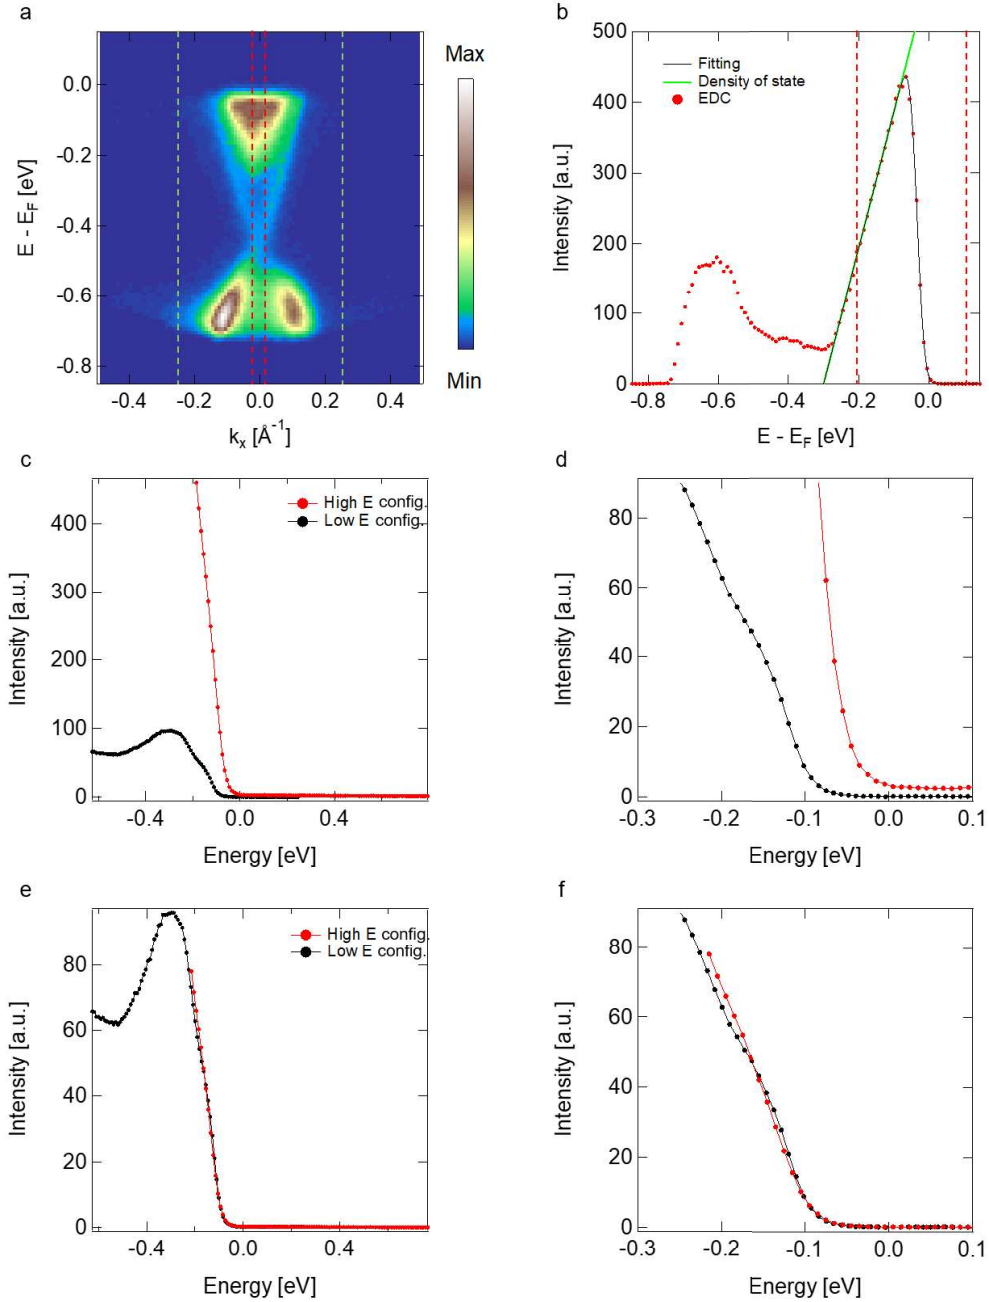 a
0.0
-0.2
-0.4
-0.6
-0.8
E - E_F [eV]
-0.4
-0.2
0.0
0.2
0.4
k_x [Å⁻¹]
Max
Min
b
500
400
300
200
100
0
Intensity [a.u.]
Fitting
Density of state
EDC
-0.8
-0.6
-0.4
-0.2
0.0
E - E_F [eV]
c
400
300
200
100
0
Intensity [a.u.]
High E config.
Low E config.
-0.4
0.0
0.4
Energy [eV]
d
80
60
40
20
0
Intensity [a.u.]
-0.3
-0.2
-0.1
0.0
0.1
Energy [eV]
e
80
60
40
20
0
Intensity [a.u.]
High E config.
Low E config.
-0.4
0.0
0.4
Energy [eV]
f
80
60
40
20
0
Intensity [a.u.]
-0.3
-0.2
-0.1
0.0
0.1
Energy [eV]